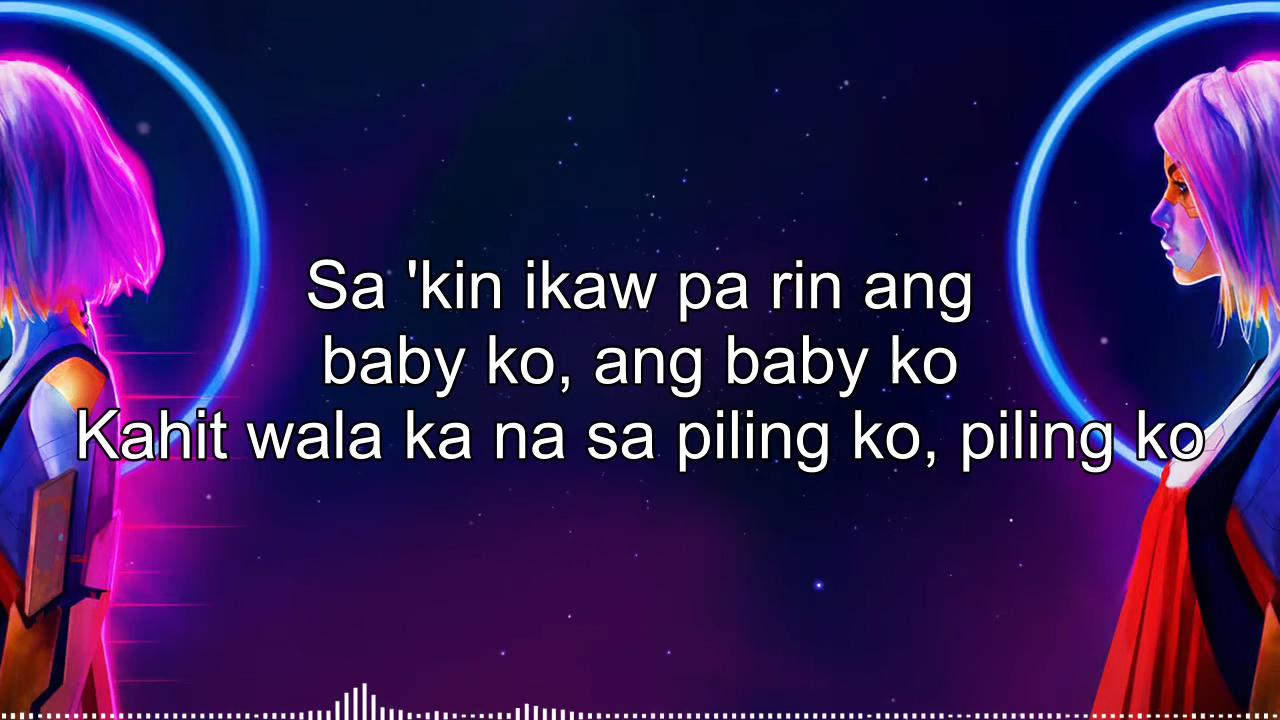 Sa 'kin ikaw pa rin ang
baby ko, ang baby ko
Kahit wala ka na sa piling ko, piling ko